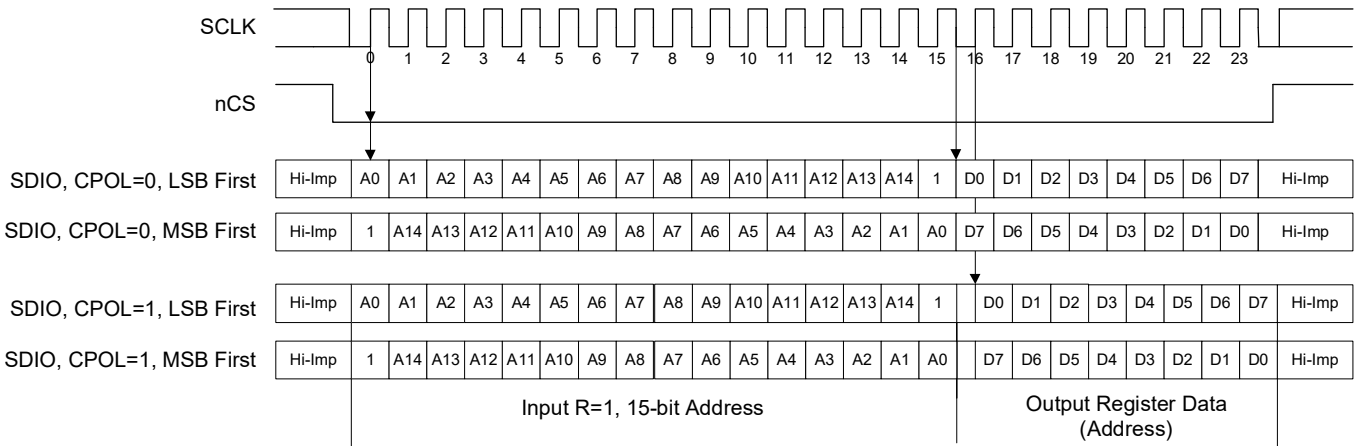 SCLK
0 1 2 3 4 5 6 7 8 9 10 11 12 13 14 15 16 17 18 19 20 21 22 23
nCS
SDIO, CPOL=0, LSB First Hi-Imp A0 A1 A2 A3 A4 A5 A6 A7 A8 A9 A10 A11 A12 A13 A14 1 D0 D1 D2 D3 D4 D5 D6 D7 Hi-Imp
SDIO, CPOL=0, MSB First Hi-Imp 1 A14 A13 A12 A11 A10 A9 A8 A7 A6 A5 A4 A3 A2 A1 A0 D7 D6 D5 D4 D3 D2 D1 D0 Hi-Imp
SDIO, CPOL=1, LSB First Hi-Imp A0 A1 A2 A3 A4 A5 A6 A7 A8 A9 A10 A11 A12 A13 A14 1 D0 D1 D2 D3 D4 D5 D6 D7 Hi-Imp
SDIO, CPOL=1, MSB First Hi-Imp 1 A14 A13 A12 A11 A10 A9 A8 A7 A6 A5 A4 A3 A2 A1 A0 D7 D6 D5 D4 D3 D2 D1 D0 Hi-Imp
Input R=1, 15-bit Address
Output Register Data
(Address)